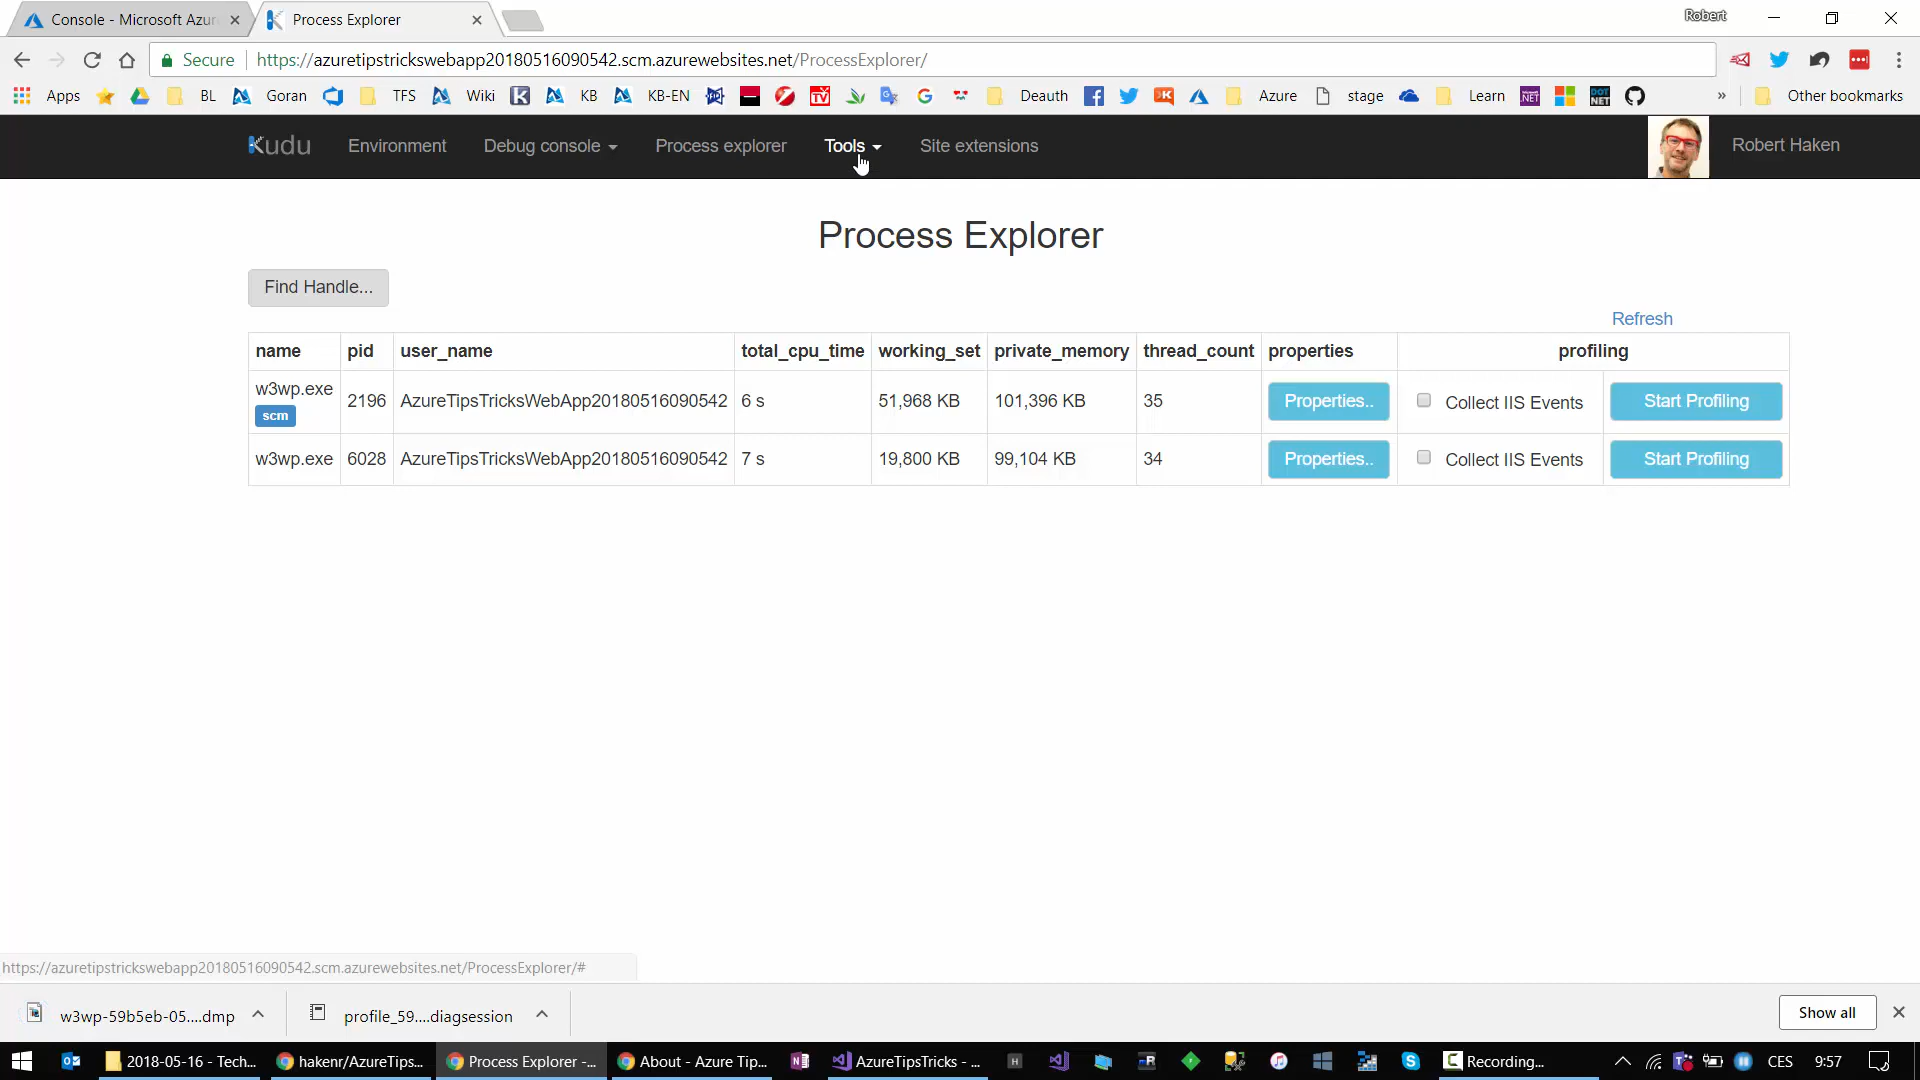 Console - Microsoft Azur
Process Explorer
Robert
Secure
https://azuretipstrickswebapp20180516090542.scm.azurewebsites.net/ProcessExplorer/
Apps
BL
Goran
TFS
Wiki
KB
KB-EN
Deauth
Azure
stage
Learn
»
Other bookmarks
Kudu
Environment
Debug console
Process explorer
Tools
Site extensions
Robert Haken
Process Explorer
Find Handle...
Refresh
name pid user_name total_cpu_time working_set private_memory thread_count properties profiling
w3wp.exe scm 2196 AzureTipsTricksWebApp20180516090542 6 s 51,968 KB 101,396 KB 35 Properties.. Collect IIS Events Start Profiling
w3wp.exe 6028 AzureTipsTricksWebApp20180516090542 7 s 19,800 KB 99,104 KB 34 Properties.. Collect IIS Events Start Profiling
https://azuretipstrickswebapp20180516090542.scm.azurewebsites.net/ProcessExplorer/#
w3wp-59b5eb-05....dmp
profile_59....diagsession
Show all
2018-05-16 - Tech...
hakenr/AzureTips...
Process Explorer -...
About - Azure Tip...
AzureTipsTricks - ...
Recording...
CES
9:57